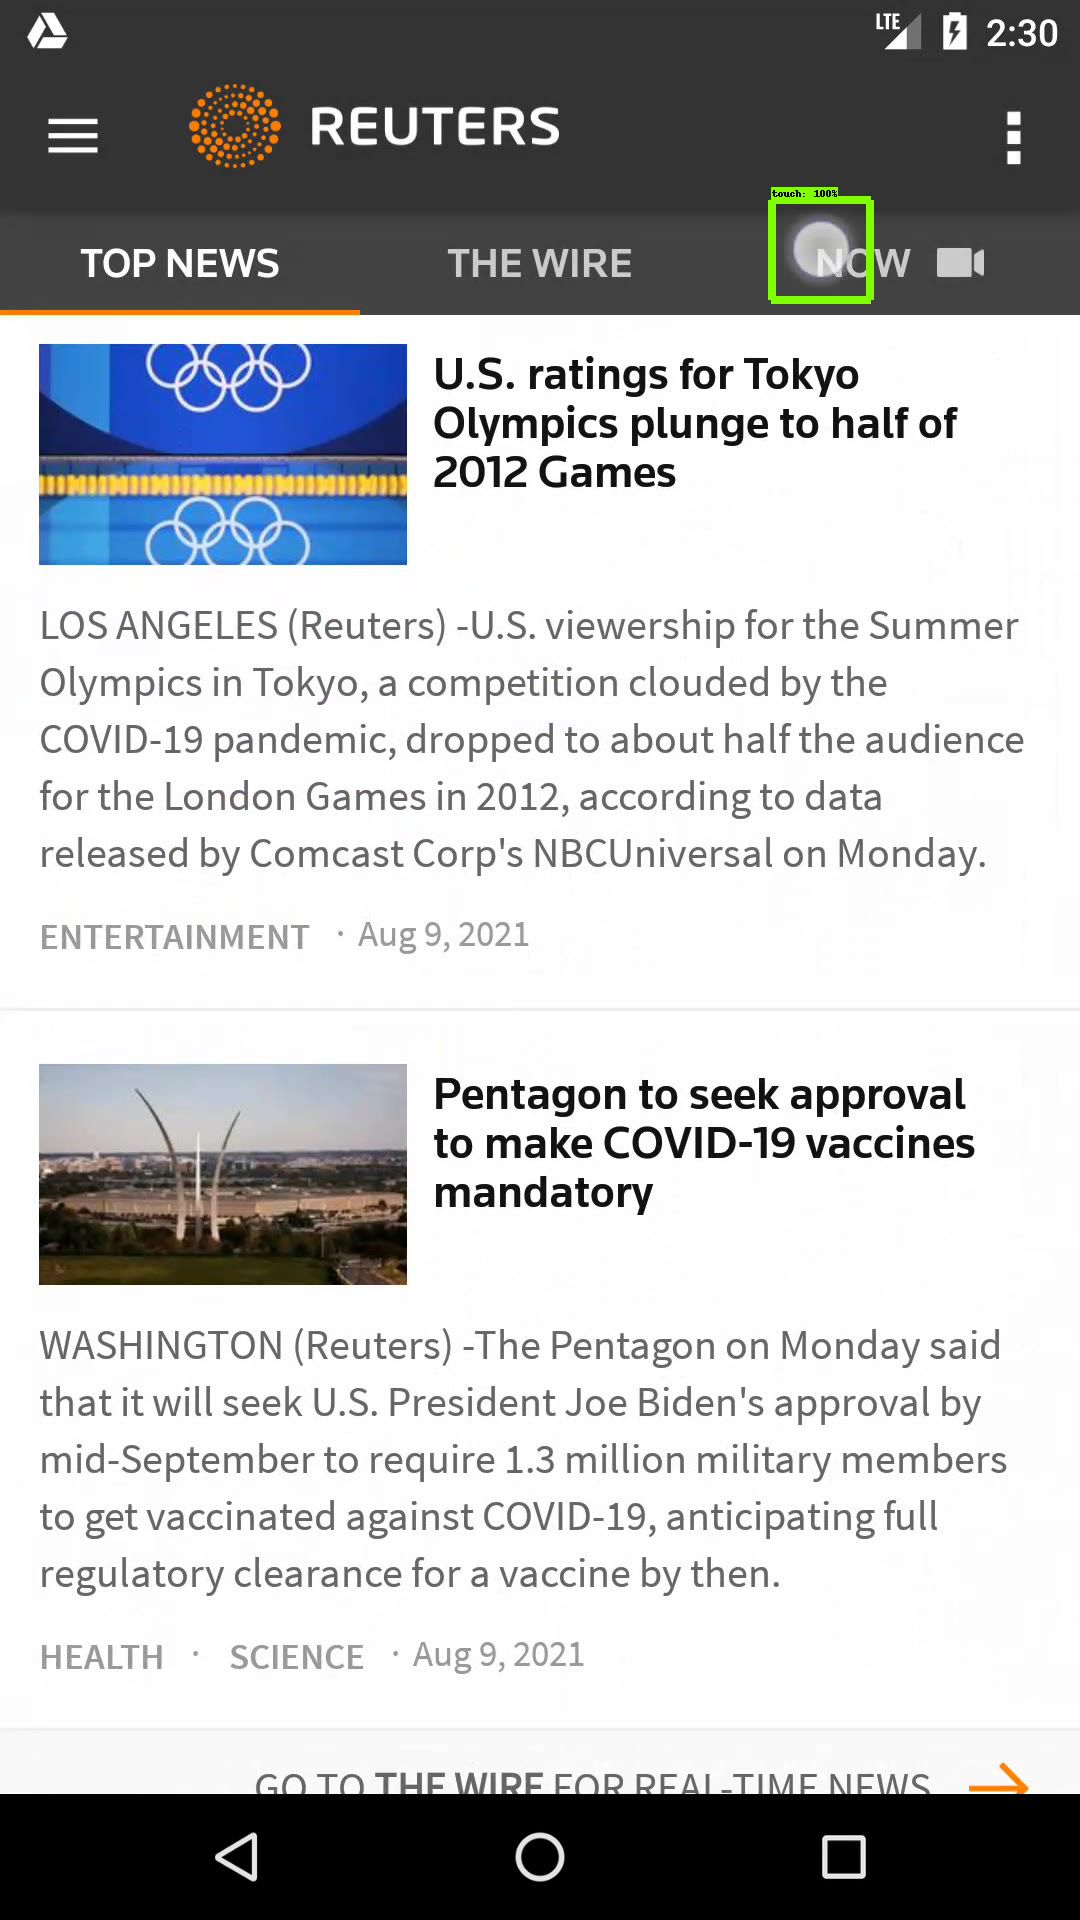 LTE 2:30
REUTERS
touch: 100%
TOP NEWS THE WIRE NOW
U.S. ratings for Tokyo
Olympics plunge to half of
2012 Games
LOS ANGELES (Reuters) -U.S. viewership for the Summer
Olympics in Tokyo, a competition clouded by the
COVID-19 pandemic, dropped to about half the audience
for the London Games in 2012, according to data
released by Comcast Corp's NBCUniversal on Monday.
ENTERTAINMENT · Aug 9, 2021
Pentagon to seek approval
to make COVID-19 vaccines
mandatory
WASHINGTON (Reuters) -The Pentagon on Monday said
that it will seek U.S. President Joe Biden's approval by
mid-September to require 1.3 million military members
to get vaccinated against COVID-19, anticipating full
regulatory clearance for a vaccine by then.
HEALTH · SCIENCE · Aug 9, 2021
GO TO THE WIRE FOR REAL-TIME NEWS